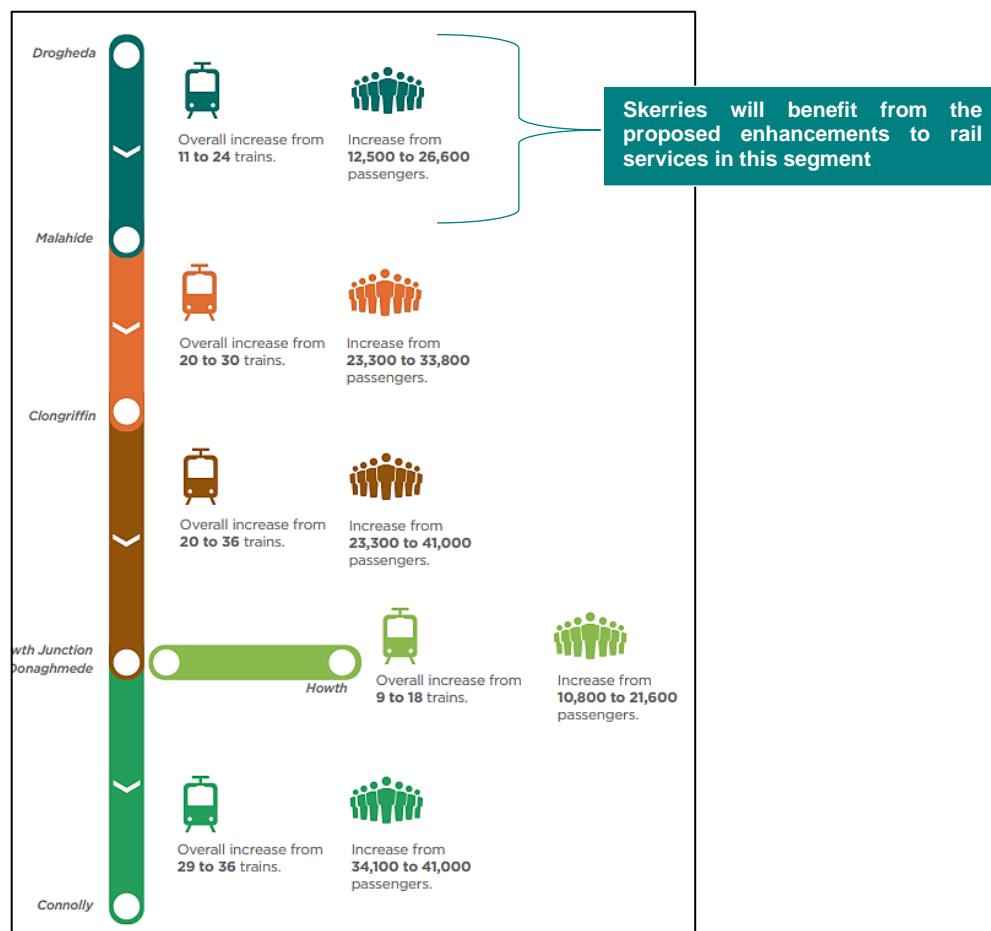 Drogheda
Overall increase from
11 to 24 trains.
Increase from
12,500 to 26,600
passengers.
Skerries will benefit from the
proposed enhancements to rail
services in this segment
Malahide
Overall increase from
20 to 30 trains.
Increase from
23,300 to 33,800
passengers.
Clongriffin
Overall increase from
20 to 36 trains.
Increase from
23,300 to 41,000
passengers.
wth Junction
Donaghmede
Howth
Overall increase from
9 to 18 trains.
Increase from
10,800 to 21,600
passengers.
Overall increase from
29 to 36 trains.
Increase from
34,100 to 41,000
passengers.
Connolly